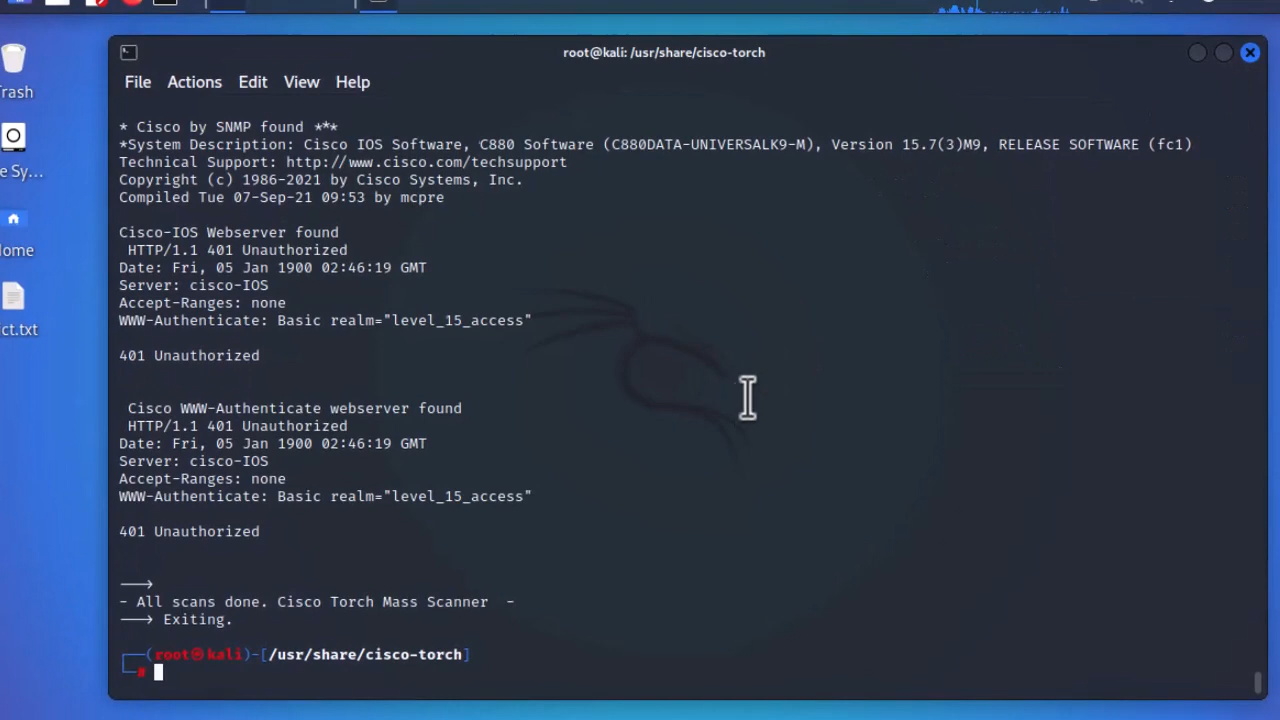 root@kali: /usr/share/cisco-torch
File Actions Edit View Help
* Cisco by SNMP found ***
*System Description: Cisco IOS Software, C880 Software (C880DATA-UNIVERSALK9-M), Version 15.7(3)M9, RELEASE SOFTWARE (fc1)
Technical Support: http://www.cisco.com/techsupport
Copyright (c) 1986-2021 by Cisco Systems, Inc.
Compiled Tue 07-Sep-21 09:53 by mcpre
Cisco-IOS Webserver found
HTTP/1.1 401 Unauthorized
Date: Fri, 05 Jan 1900 02:46:19 GMT
Server: cisco-IOS
Accept-Ranges: none
WWW-Authenticate: Basic realm="level_15_access"
401 Unauthorized
Cisco WWW-Authenticate webserver found
HTTP/1.1 401 Unauthorized
Date: Fri, 05 Jan 1900 02:46:19 GMT
Server: cisco-IOS
Accept-Ranges: none
WWW-Authenticate: Basic realm="level_15_access"
401 Unauthorized
--->
- All scans done. Cisco Torch Mass Scanner -
---> Exiting.
┌──(root㉿kali)-[/usr/share/cisco-torch]
└─#
rash
e Sy...
ome
ct.txt